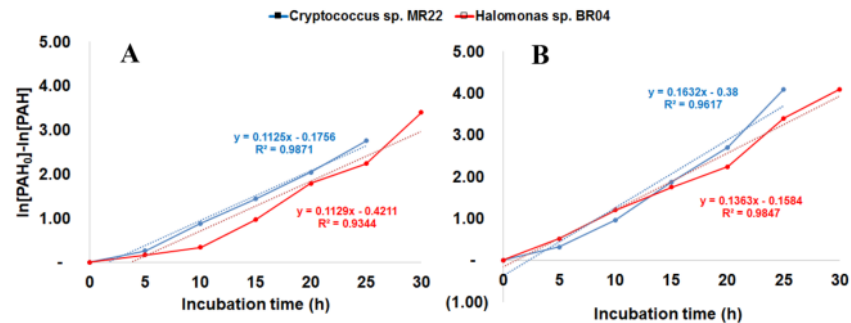 Cryptococcus sp. MR22 Halomonas sp. BR04
A
ln[PAH₀]-ln[PAH]
5.00
4.00
3.00
2.00
1.00
-
y = 0.1125x - 0.1756
R² = 0.9871
y = 0.1129x - 0.4211
R² = 0.9344
0 5 10 15 20 25 30
Incubation time (h)
B
5.00
4.00
3.00
2.00
1.00
-
(1.00)
y = 0.1632x - 0.38
R² = 0.9617
y = 0.1363x - 0.1584
R² = 0.9847
0 5 10 15 20 25 30
Incubation time (h)